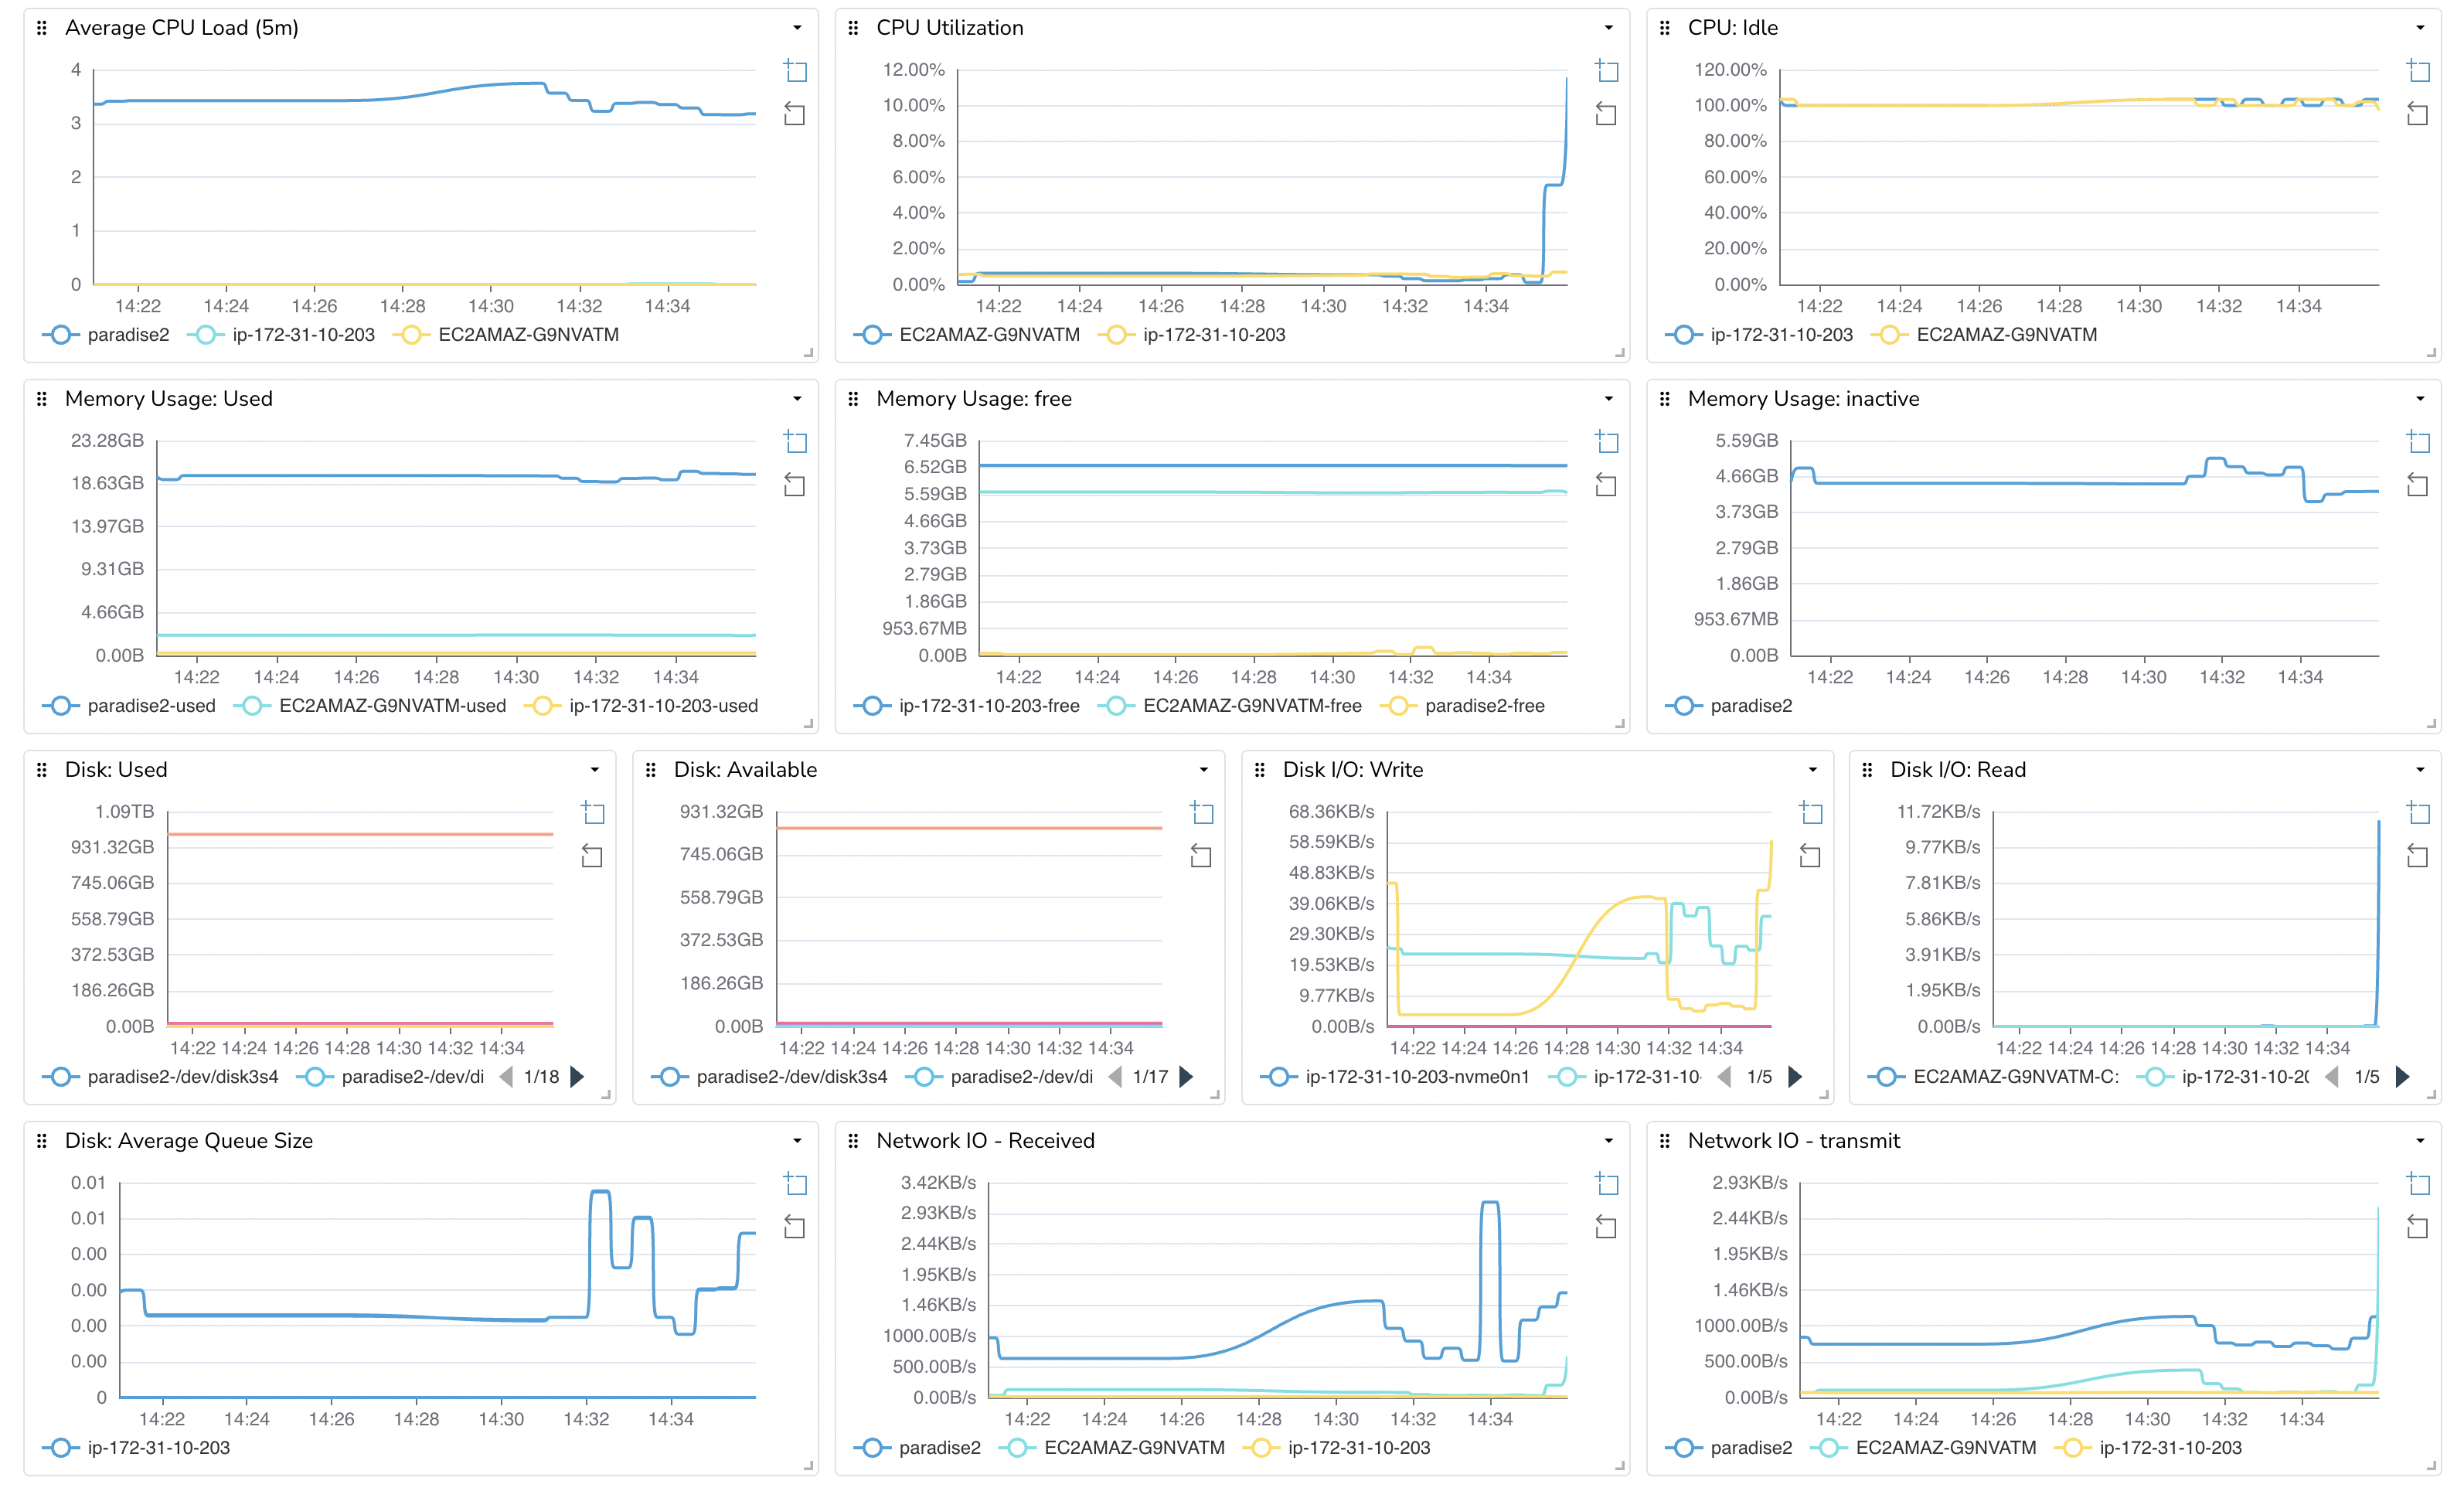 Average CPU Load (5m)
4
3
2
1
0
14:22 14:24 14:26 14:28 14:30 14:32 14:34
paradise2 ip-172-31-10-203 EC2AMAZ-G9NVATM
CPU Utilization
12.00%
10.00%
8.00%
6.00%
4.00%
2.00%
0.00%
14:22 14:24 14:26 14:28 14:30 14:32 14:34
EC2AMAZ-G9NVATM ip-172-31-10-203
CPU: Idle
120.00%
100.00%
80.00%
60.00%
40.00%
20.00%
0.00%
14:22 14:24 14:26 14:28 14:30 14:32 14:34
ip-172-31-10-203 EC2AMAZ-G9NVATM
Memory Usage: Used
23.28GB
18.63GB
13.97GB
9.31GB
4.66GB
0.00B
14:22 14:24 14:26 14:28 14:30 14:32 14:34
paradise2-used EC2AMAZ-G9NVATM-used ip-172-31-10-203-used
Memory Usage: free
7.45GB
6.52GB
5.59GB
4.66GB
3.73GB
2.79GB
1.86GB
953.67MB
0.00B
14:22 14:24 14:26 14:28 14:30 14:32 14:34
ip-172-31-10-203-free EC2AMAZ-G9NVATM-free paradise2-free
Memory Usage: inactive
5.59GB
4.66GB
3.73GB
2.79GB
1.86GB
953.67MB
0.00B
14:22 14:24 14:26 14:28 14:30 14:32 14:34
paradise2
Disk: Used
1.09TB
931.32GB
745.06GB
558.79GB
372.53GB
186.26GB
0.00B
14:22 14:24 14:26 14:28 14:30 14:32 14:34
paradise2-/dev/disk3s4 paradise2-/dev/di 1/18
Disk: Available
931.32GB
745.06GB
558.79GB
372.53GB
186.26GB
0.00B
14:22 14:24 14:26 14:28 14:30 14:32 14:34
paradise2-/dev/disk3s4 paradise2-/dev/di 1/17
Disk I/O: Write
68.36KB/s
58.59KB/s
48.83KB/s
39.06KB/s
29.30KB/s
19.53KB/s
9.77KB/s
0.00B/s
14:22 14:24 14:26 14:28 14:30 14:32 14:34
ip-172-31-10-203-nvme0n1 ip-172-31-10- 1/5
Disk I/O: Read
11.72KB/s
9.77KB/s
7.81KB/s
5.86KB/s
3.91KB/s
1.95KB/s
0.00B/s
14:22 14:24 14:26 14:28 14:30 14:32 14:34
EC2AMAZ-G9NVATM-C: ip-172-31-10-20 1/5
Disk: Average Queue Size
0.01
0.01
0.00
0.00
0.00
0.00
0
14:22 14:24 14:26 14:28 14:30 14:32 14:34
ip-172-31-10-203
Network IO - Received
3.42KB/s
2.93KB/s
2.44KB/s
1.95KB/s
1.46KB/s
1000.00B/s
500.00B/s
0.00B/s
14:22 14:24 14:26 14:28 14:30 14:32 14:34
paradise2 EC2AMAZ-G9NVATM ip-172-31-10-203
Network IO - transmit
2.93KB/s
2.44KB/s
1.95KB/s
1.46KB/s
1000.00B/s
500.00B/s
0.00B/s
14:22 14:24 14:26 14:28 14:30 14:32 14:34
paradise2 EC2AMAZ-G9NVATM ip-172-31-10-203